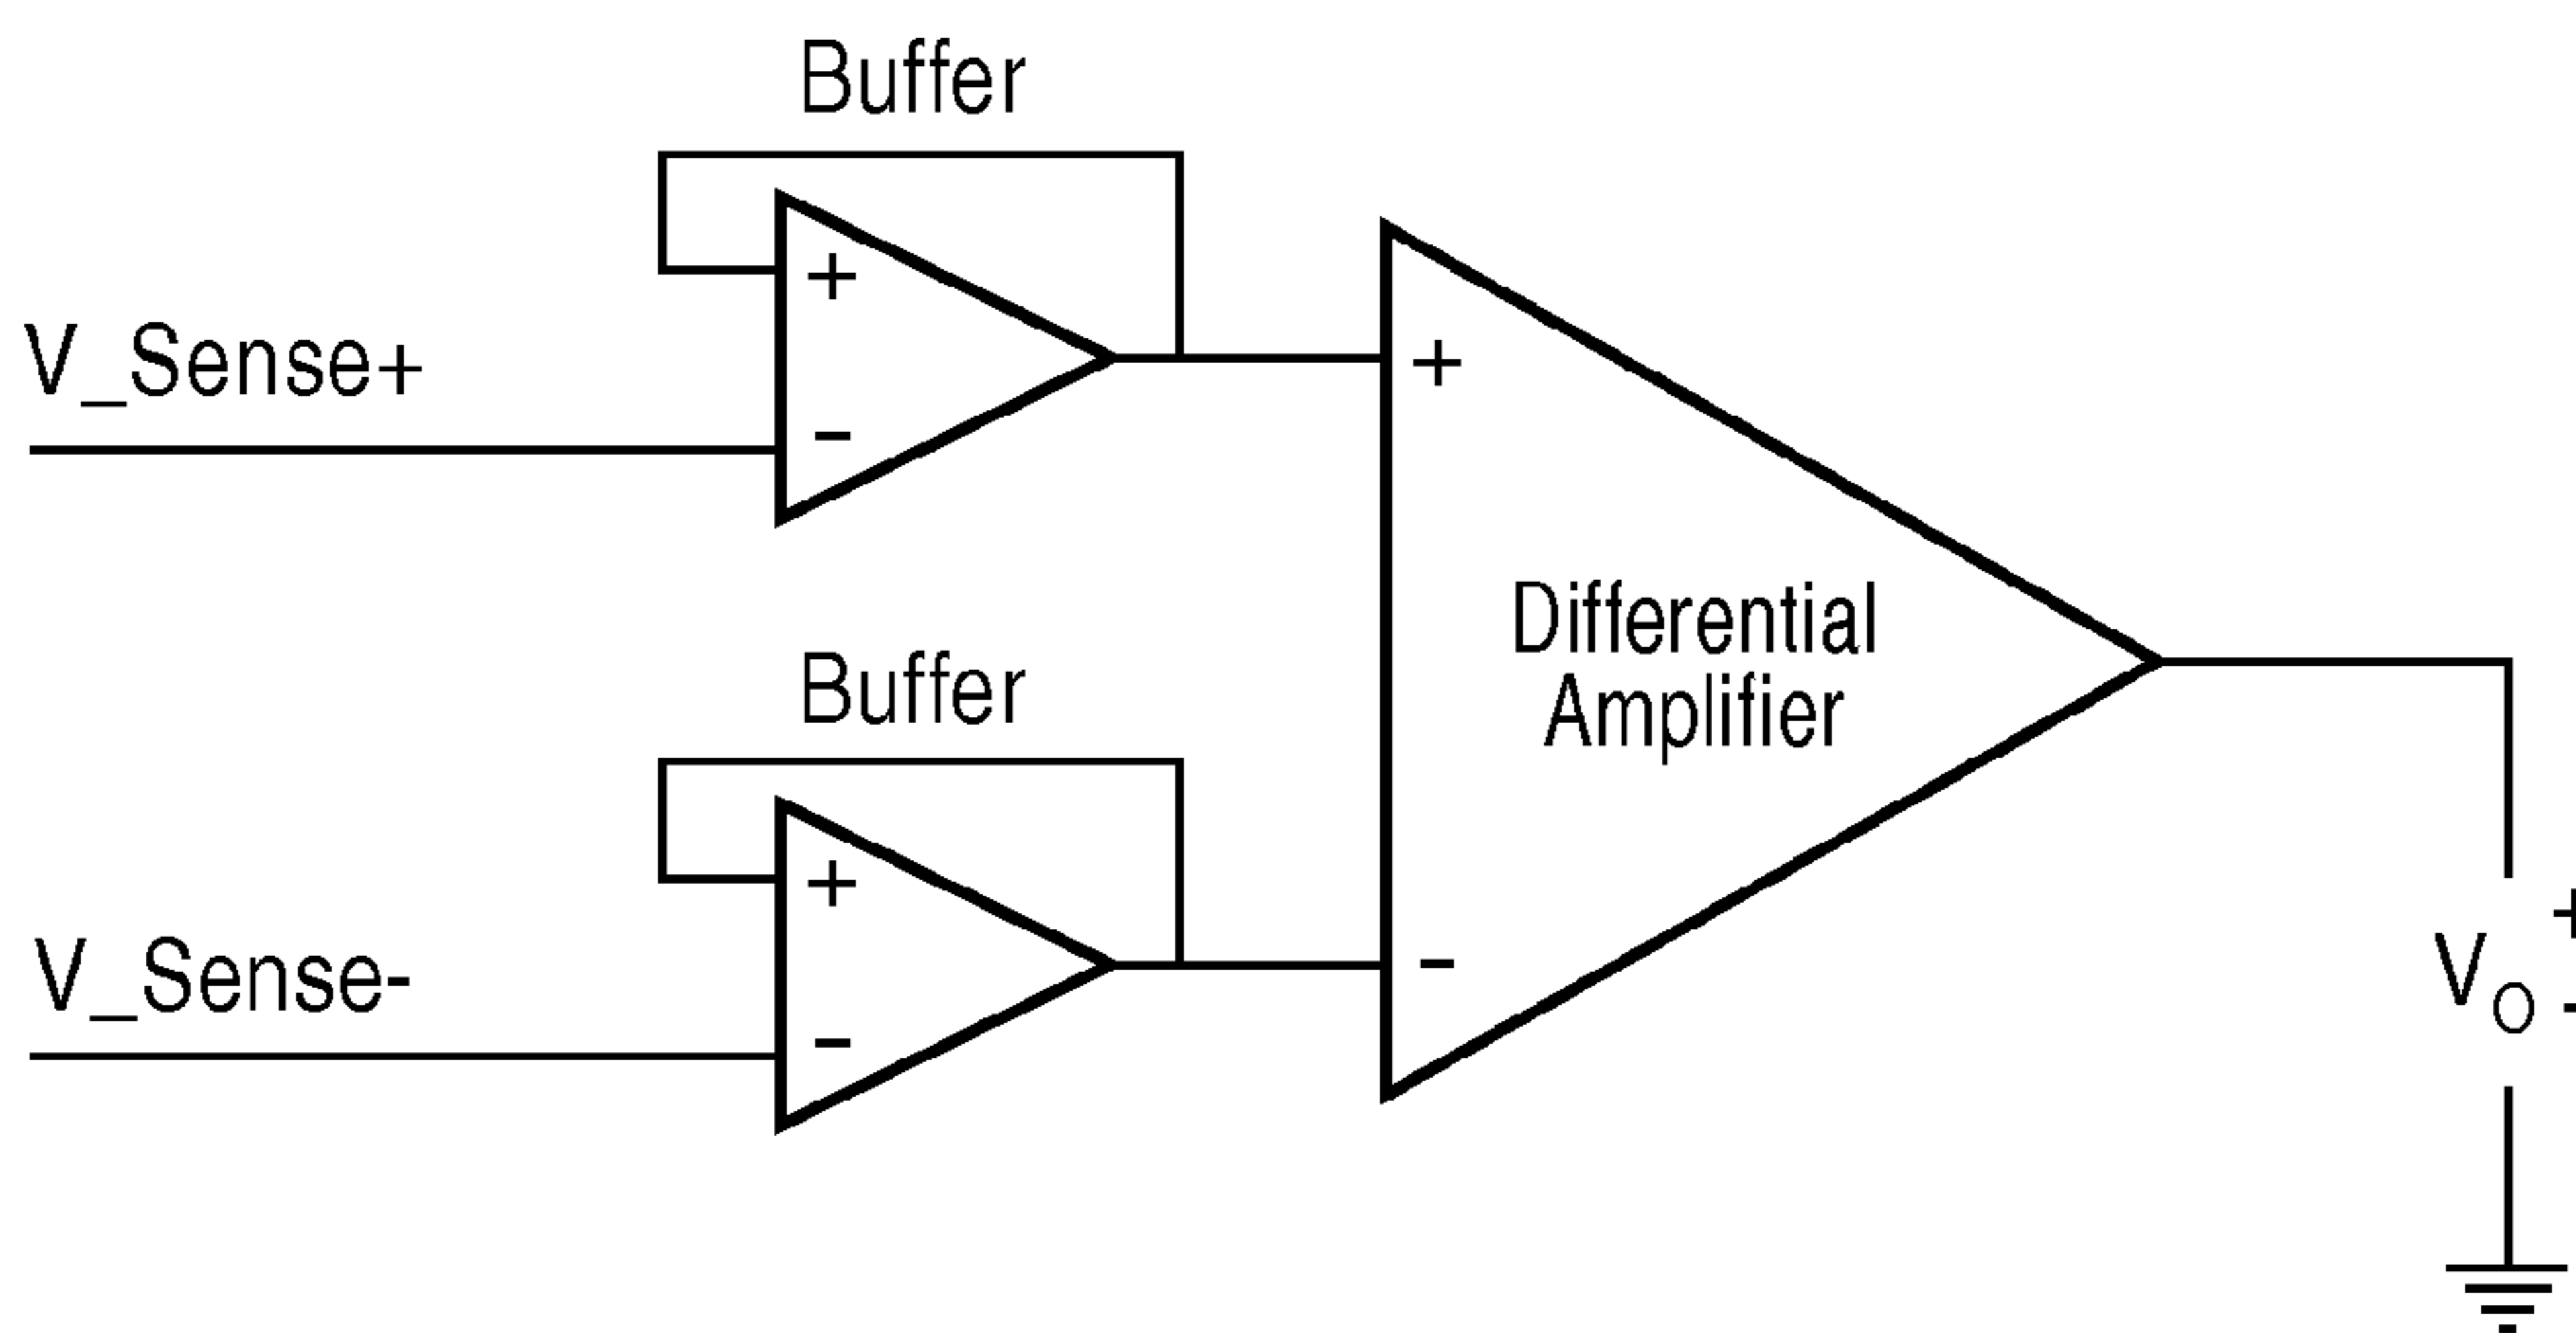 Buffer
+
V_Sense+
-
+
Differential
Amplifier
Buffer
+
V_Sense-
-
-
+
VO
-